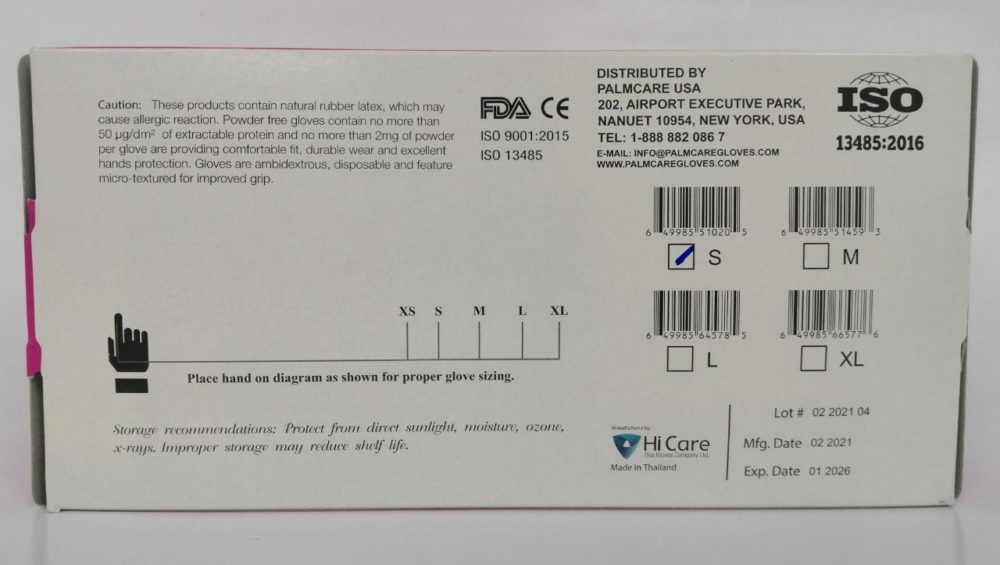 Caution: These products contain natural rubber latex, which may
cause allergic reaction. Powder free gloves contain no more than
50 µg/dm² of extractable protein and no more than 2mg of powder
per glove are providing comfortable fit, durable wear and excellent
hands protection. Gloves are ambidextrous, disposable and feature
micro-textured for improved grip.
FDA CE
ISO 9001:2015
ISO 13485
DISTRIBUTED BY
PALMCARE USA
202, AIRPORT EXECUTIVE PARK,
NANUET 10954, NEW YORK, USA
TEL: 1-888 882 086 7
E-MAIL: INFO@PALMCAREGLOVES.COM
WWW.PALMCAREGLOVES.COM
ISO
13485:2016
6 49985 51020 5
S
6 49985 51459 3
M
6 49985 64578 5
L
6 49985 66577 6
XL
XS S M L XL
Place hand on diagram as shown for proper glove sizing.
Storage recommendations: Protect from direct sunlight, moisture, ozone,
x-rays. Improper storage may reduce shelf life.
Manufactured by:
Hi Care
Thai Gloves Company Ltd.
Made in Thailand
Lot # 02 2021 04
Mfg. Date 02 2021
Exp. Date 01 2026